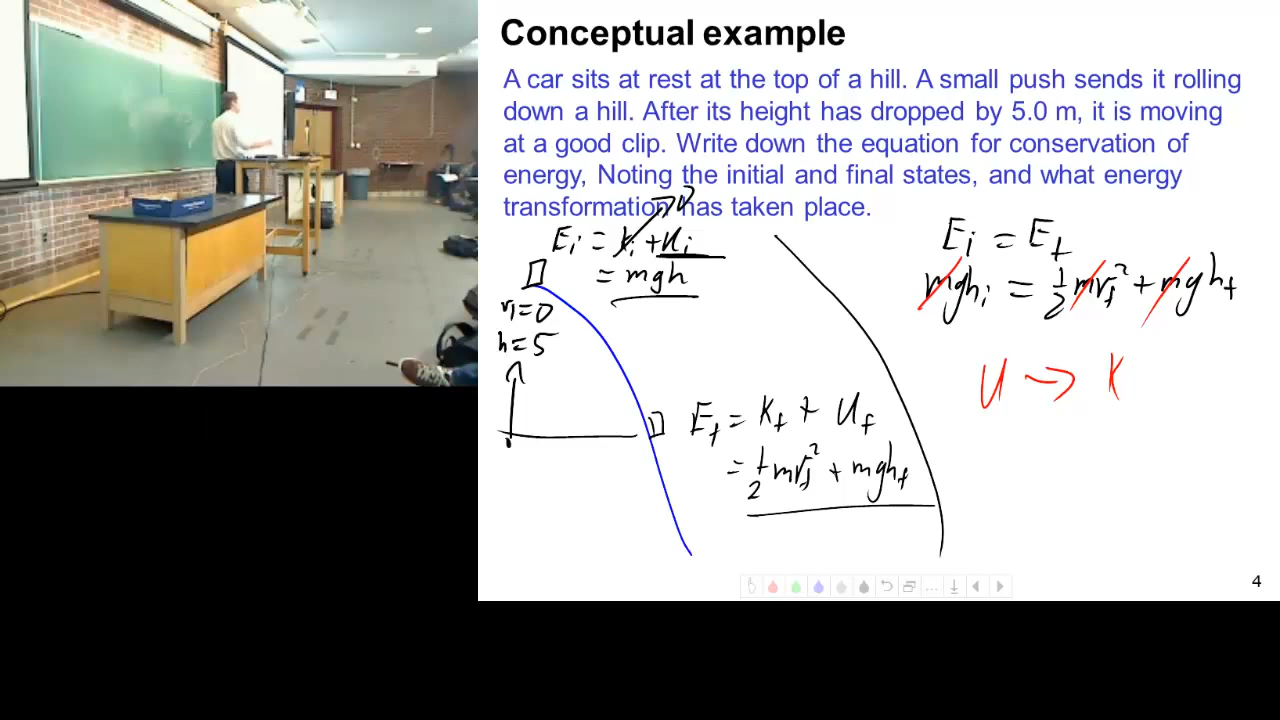 Conceptual example
A car sits at rest at the top of a hill. A small push sends it rolling
down a hill. After its height has dropped by 5.0 m, it is moving
at a good clip. Write down the equation for conservation of
energy, Noting the initial and final states, and what energy
transformation has taken place.
Ei = Ki + Ui
= mgh
v1=0
h=5
Ef = Kf + Uf
= 1/2 mvf² + mghf
Ei = Ef
mghi = 1/2 mvf² + mghf
U → K
4